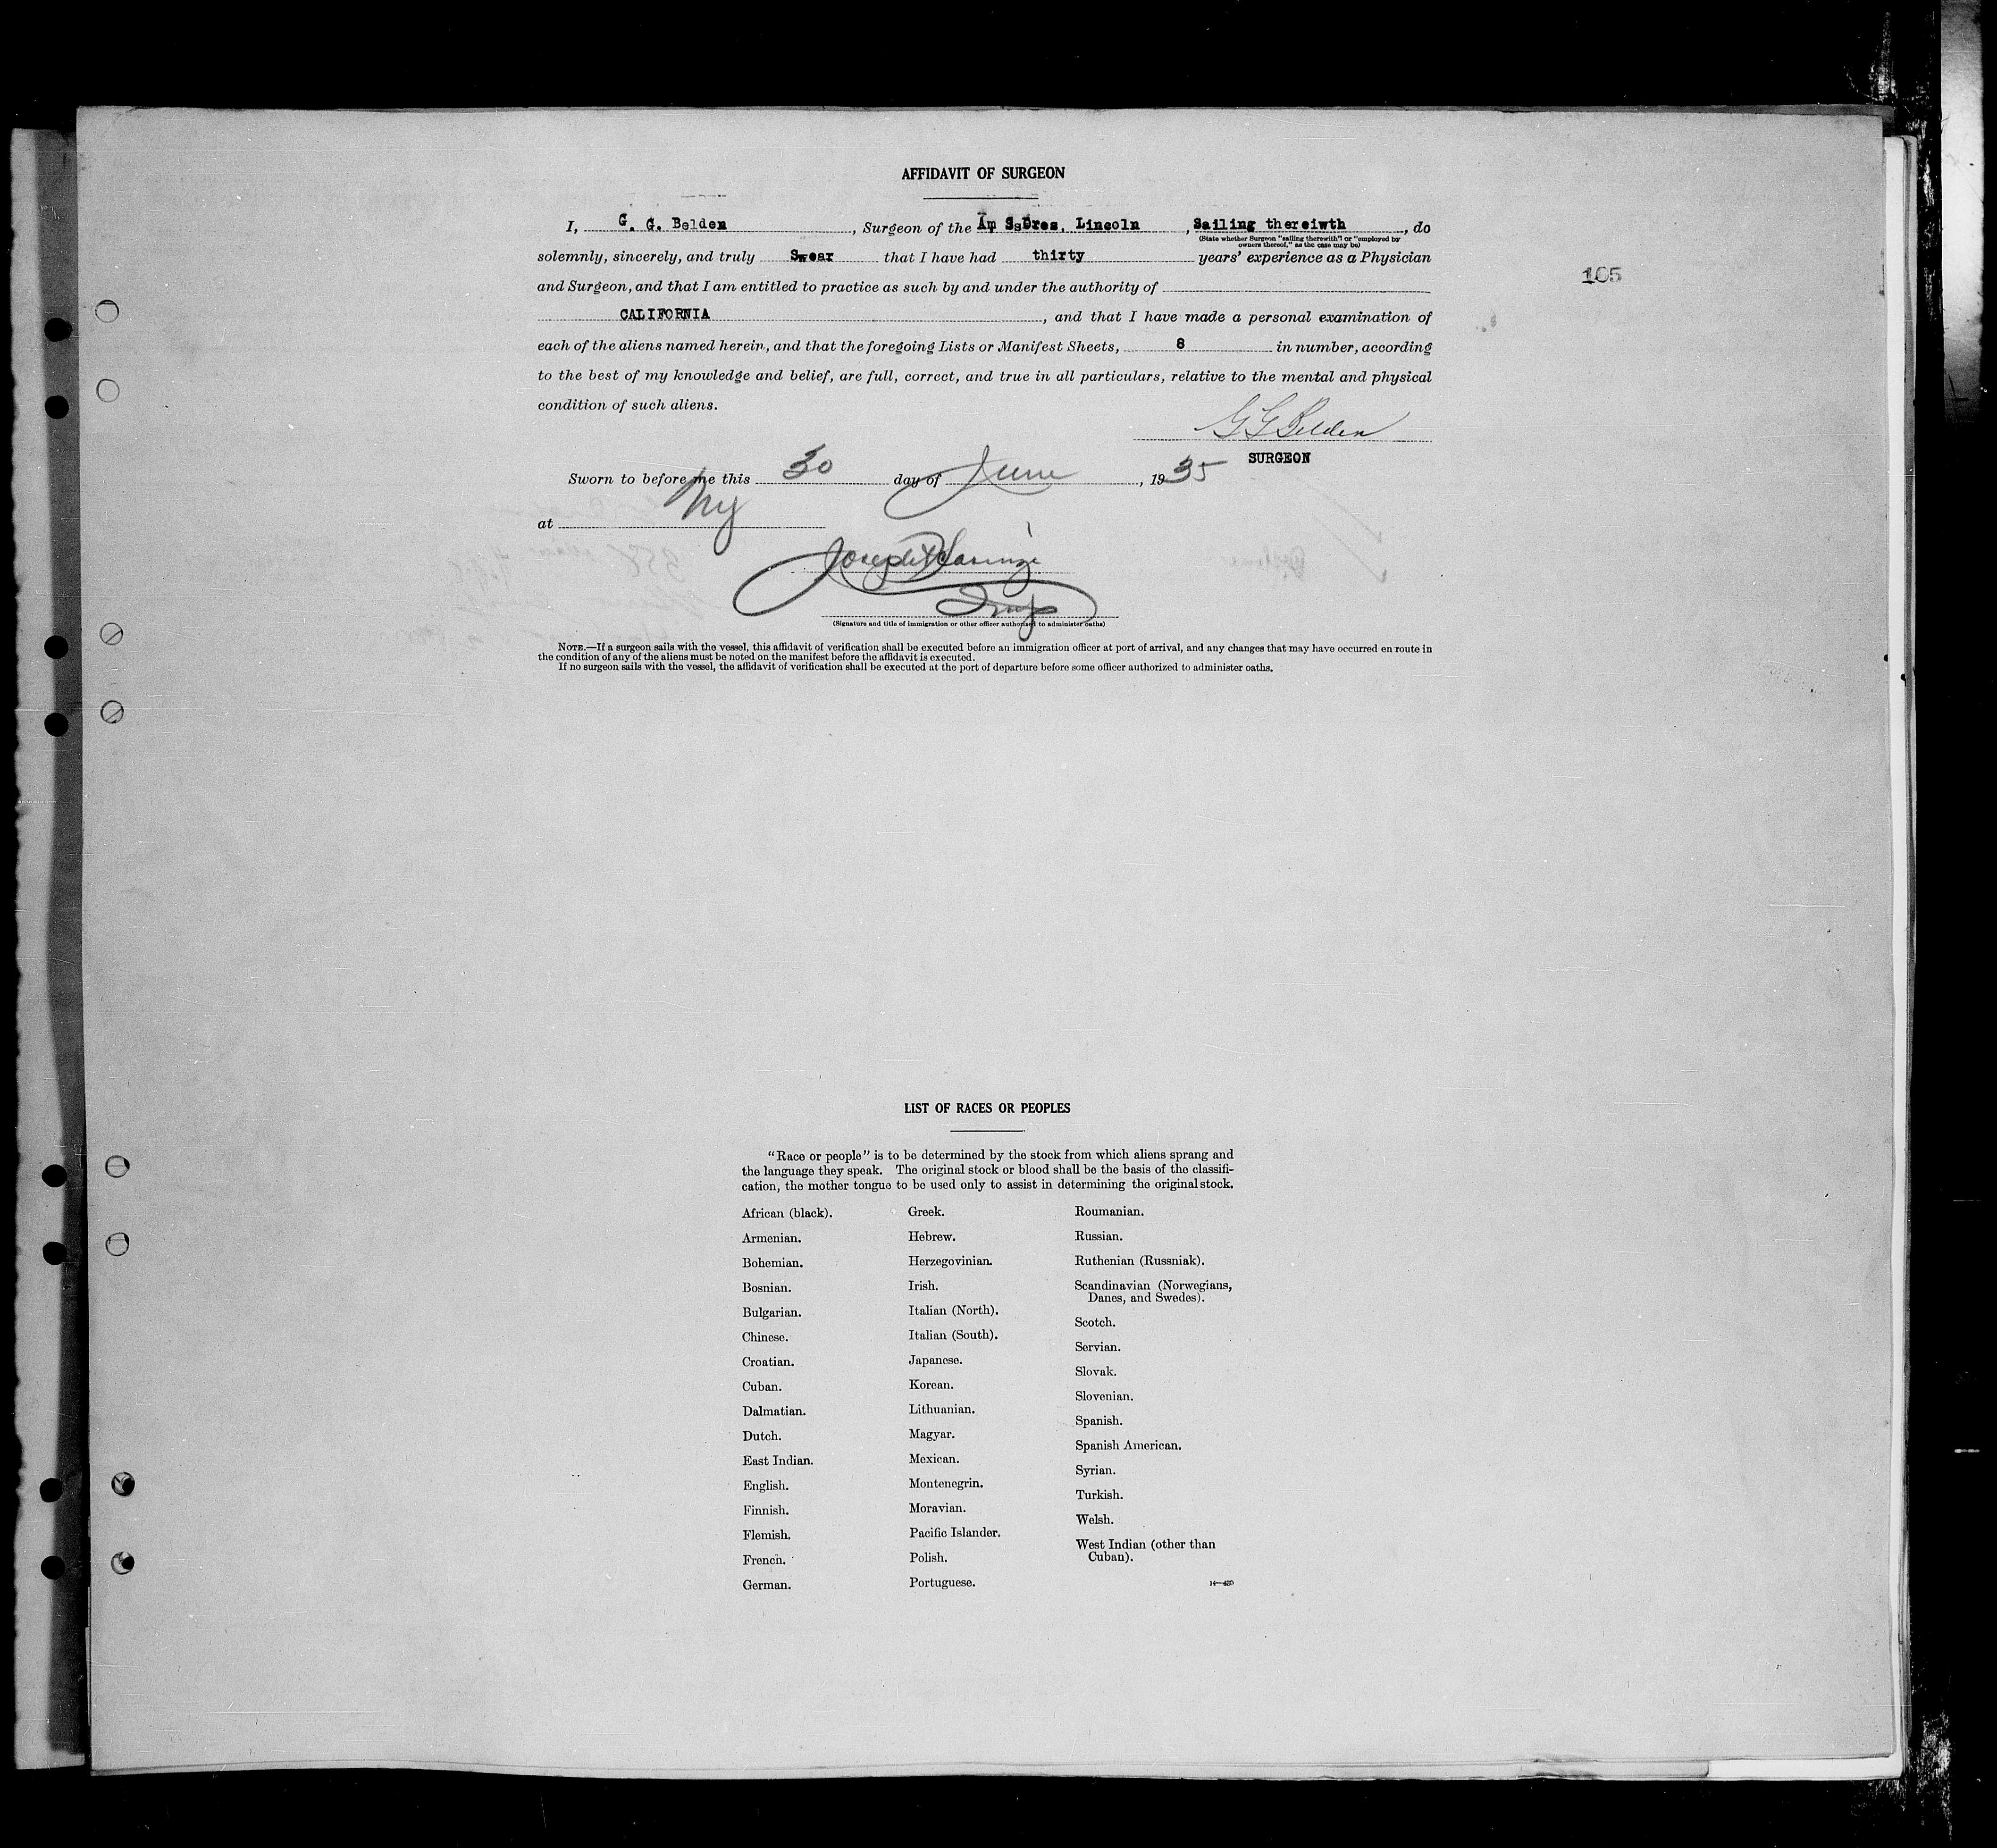 AFFIDAVIT OF SURGEON
I, G. G. Belden, Surgeon of the Am Ss Pres. Lincoln, Sailing thereiwth, do
(State whether Surgeon "sailing therewith" or "employed by
owners thereof," as the case may be)
solemnly, sincerely, and truly Swear that I have had thirty years' experience as a Physician
105
and Surgeon, and that I am entitled to practice as such by and under the authority of
CALIFORNIA, and that I have made a personal examination of
each of the aliens named herein, and that the foregoing Lists or Manifest Sheets, 8 in number, according
to the best of my knowledge and belief, are full, correct, and true in all particulars, relative to the mental and physical
condition of such aliens.
G G Belden
SURGEON
Sworn to before me this 30 day of June, 1935
at NY
Joseph
Insp
(Signature and title of immigration or other officer authorized to administer oaths)
NOTE.—If a surgeon sails with the vessel, this affidavit of verification shall be executed before an immigration officer at port of arrival, and any changes that may have occurred en route in
the condition of any of the aliens must be noted on the manifest before the affidavit is executed.
If no surgeon sails with the vessel, the affidavit of verification shall be executed at the port of departure before some officer authorized to administer oaths.
LIST OF RACES OR PEOPLES
"Race or people" is to be determined by the stock from which aliens sprang and
the language they speak. The original stock or blood shall be the basis of the classifi-
cation, the mother tongue to be used only to assist in determining the original stock.
African (black).
Armenian.
Bohemian.
Bosnian.
Bulgarian.
Chinese.
Croatian.
Cuban.
Dalmatian.
Dutch.
East Indian.
English.
Finnish.
Flemish.
French.
German.
Greek.
Hebrew.
Herzegovinian.
Irish.
Italian (North).
Italian (South).
Japanese.
Korean.
Lithuanian.
Magyar.
Mexican.
Montenegrin.
Moravian.
Pacific Islander.
Polish.
Portuguese.
Roumanian.
Russian.
Ruthenian (Russniak).
Scandinavian (Norwegians,
Danes, and Swedes).
Scotch.
Servian.
Slovak.
Slovenian.
Spanish.
Spanish American.
Syrian.
Turkish.
Welsh.
West Indian (other than
Cuban).